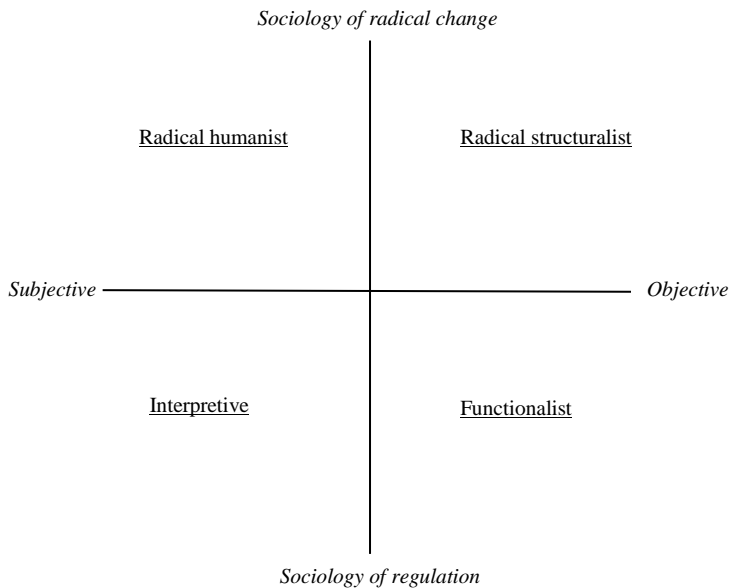 Sociology of radical change
Radical humanist
Radical structuralist
Subjective
Objective
Interpretive
Functionalist
Sociology of regulation